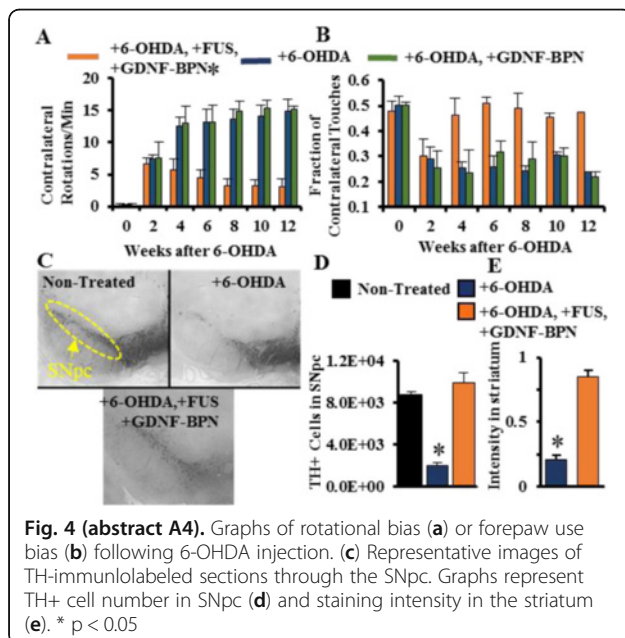 A
+6-OHDA, +FUS, +GDNF-BPN*
+6-OHDA
+6-OHDA, +GDNF-BPN
Contralateral Rotations/Min
20
15
10
5
0
0 2 4 6 8 10 12
Weeks after 6-OHDA
B
Fraction of Contralateral Touches
0.6
0.5
0.4
0.3
0.2
0.1
0 2 4 6 8 10 12
Weeks after 6-OHDA
C
Non-Treated
SNpc
+6-OHDA
+6-OHDA,+FUS
+GDNF-BPN
D
E
Non-Treated
+6-OHDA
+6-OHDA, +FUS,
+GDNF-BPN
TH+ Cells in SNpc
1.2E+04
8.0E+03
4.0E+03
0.0E+00
*
Intensity in striatum
1
0.5
0
*
Fig. 4 (abstract A4). Graphs of rotational bias (a) or forepaw use
bias (b) following 6-OHDA injection. (c) Representative images of
TH-immunlolabeled sections through the SNpc. Graphs represent
TH+ cell number in SNpc (d) and staining intensity in the striatum
(e). * p < 0.05